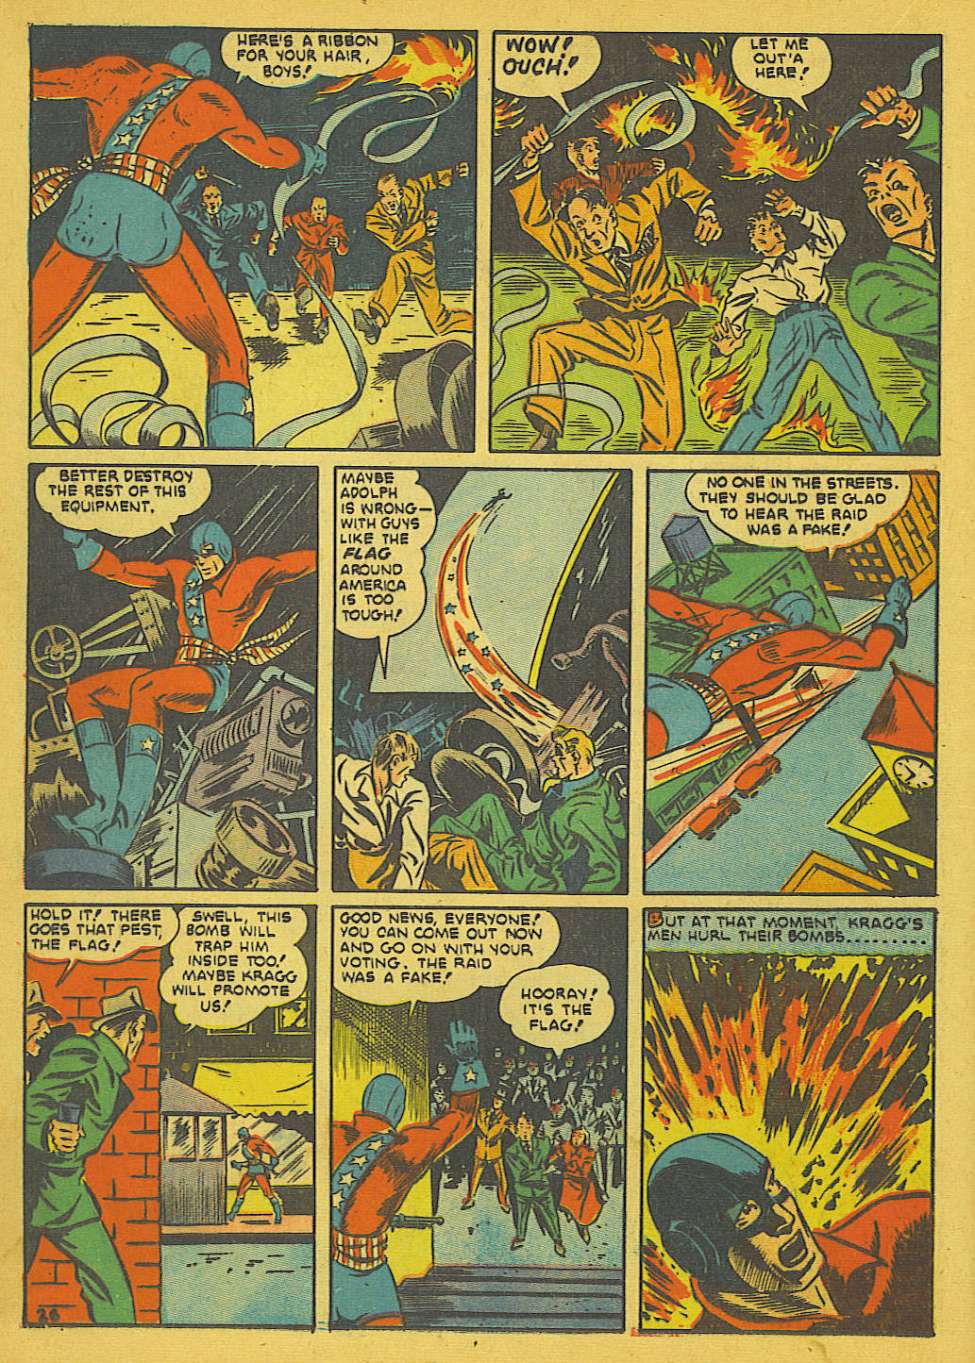 HERE'S A RIBBON
FOR YOUR HAIR,
BOYS!
WOW!
OUCH!
LET ME
OUT'A
HERE!
BETTER DESTROY
THE REST OF THIS
EQUIPMENT.
MAYBE
ADOLPH
IS WRONG—
WITH GUYS
LIKE THE
FLAG
AROUND
AMERICA
IS TOO
TOUGH!
NO ONE IN THE STREETS.
THEY SHOULD BE GLAD
TO HEAR THE RAID
WAS A FAKE!
HOLD IT! THERE
GOES THAT PEST,
THE FLAG!
SWELL, THIS
BOMB WILL
TRAP HIM
INSIDE TOO!
MAYBE KRAGG
WILL PROMOTE
US!
GOOD NEWS, EVERYONE!
YOU CAN COME OUT NOW
AND GO ON WITH YOUR
VOTING. THE RAID
WAS A FAKE!
HOORAY!
IT'S THE
FLAG!
BUT AT THAT MOMENT, KRAGG'S
MEN HURL THEIR BOMBS.........
26